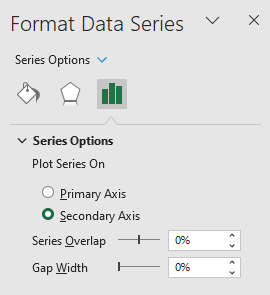 Format Data Series
Series Options
Series Options
Plot Series On
Primary Axis
Secondary Axis
Series Overlap 0%
Gap Width 0%